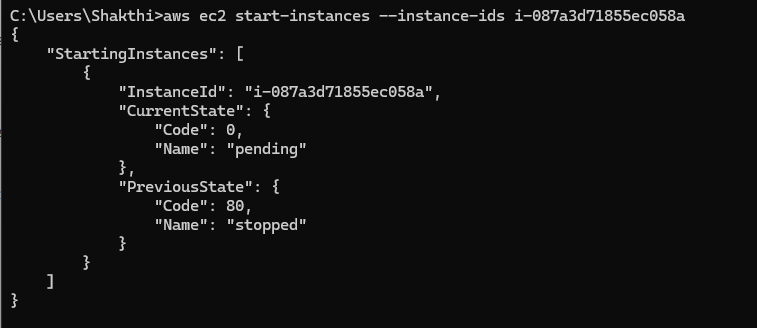 C:\Users\Shakthi>aws ec2 start-instances --instance-ids i-087a3d71855ec058a
{
    "StartingInstances": [
        {
            "InstanceId": "i-087a3d71855ec058a",
            "CurrentState": {
                "Code": 0,
                "Name": "pending"
            },
            "PreviousState": {
                "Code": 80,
                "Name": "stopped"
            }
        }
    ]
}